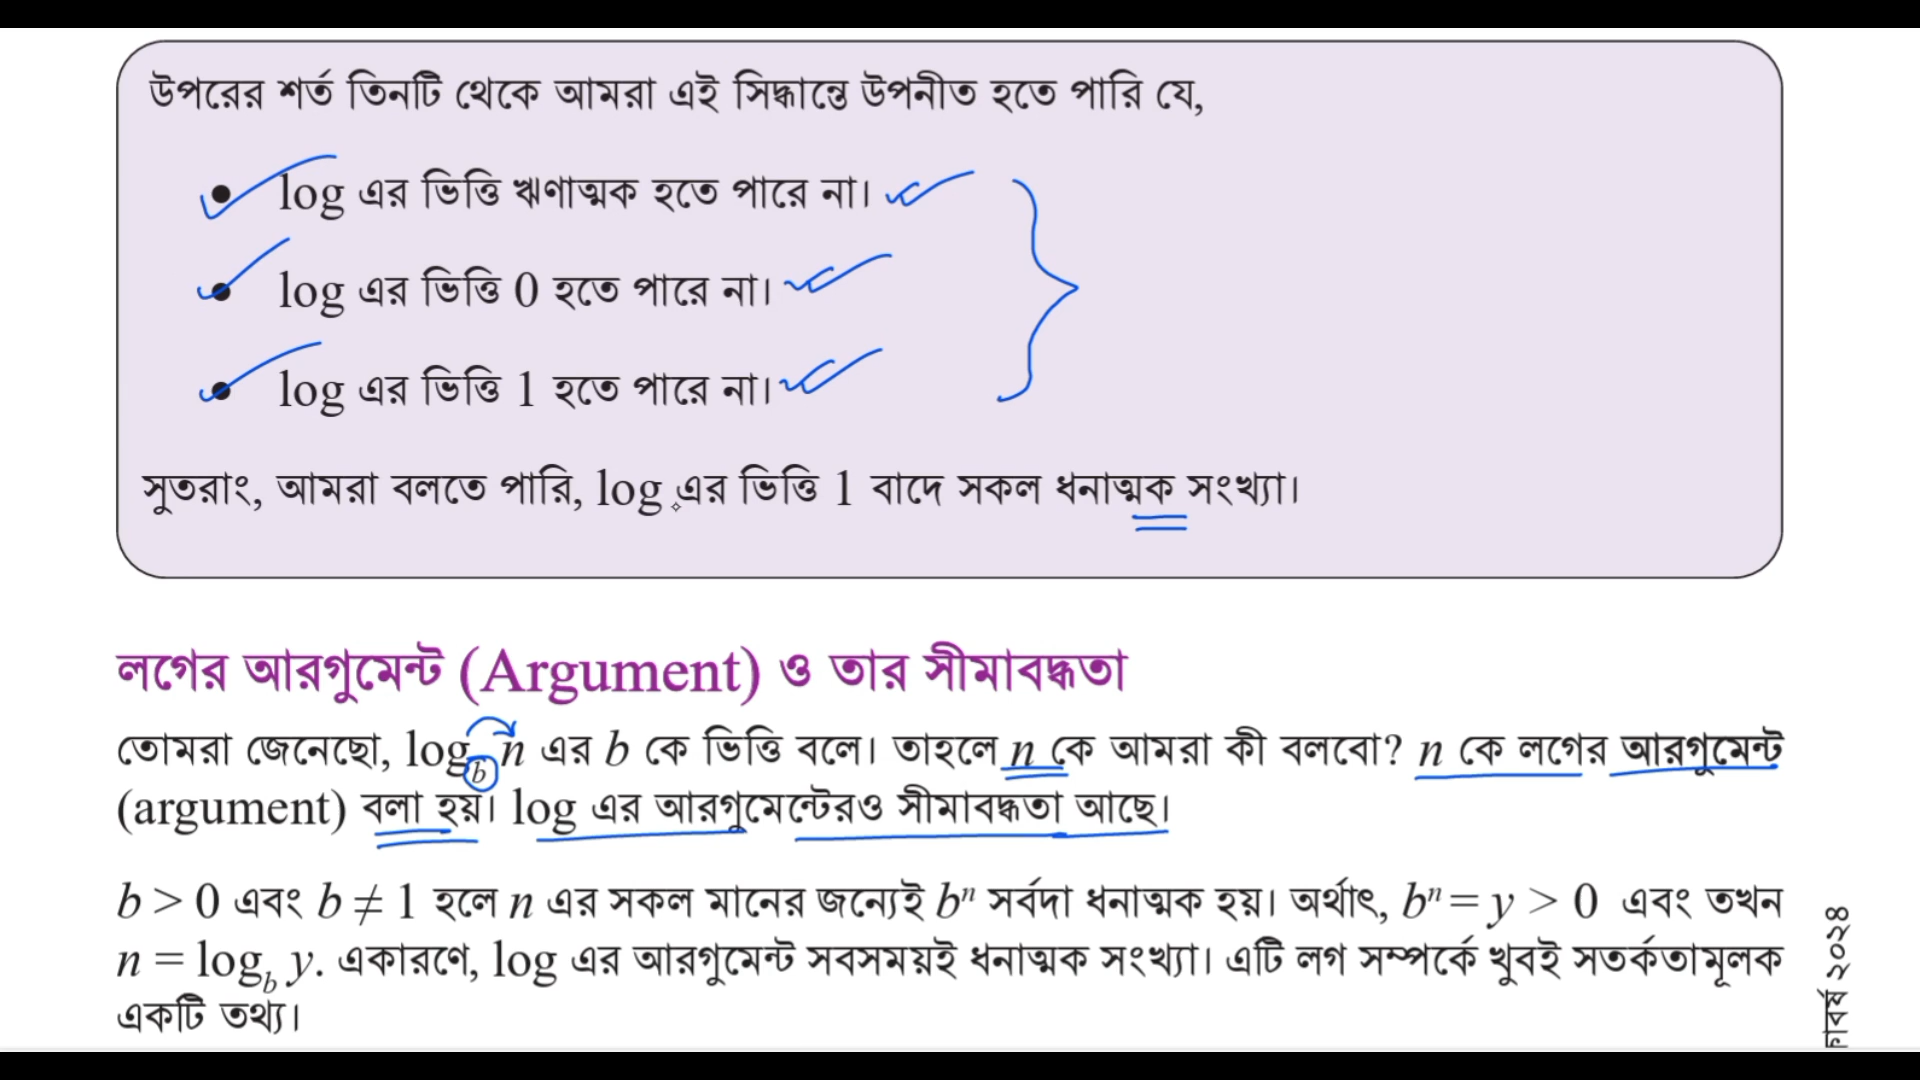 উপরের শর্ত তিনটি থেকে আমরা এই সিদ্ধান্তে উপনীত হতে পারি যে,
● log এর ভিত্তি ঋণাত্মক হতে পারে না।
● log এর ভিত্তি 0 হতে পারে না।
● log এর ভিত্তি 1 হতে পারে না।
সুতরাং, আমরা বলতে পারি, log এর ভিত্তি 1 বাদে সকল ধনাত্মক সংখ্যা।
লগের আরগুমেন্ট (Argument) ও তার সীমাবদ্ধতা
তোমরা জেনেছো, log_b n এর b কে ভিত্তি বলে। তাহলে n কে আমরা কী বলবো? n কে লগের আরগুমেন্ট
(argument) বলা হয়। log এর আরগুমেন্টেরও সীমাবদ্ধতা আছে।
b > 0 এবং b ≠ 1 হলে n এর সকল মানের জন্যেই bⁿ সর্বদা ধনাত্মক হয়। অর্থাৎ, bⁿ = y > 0 এবং তখন
n = log_b y. একারণে, log এর আরগুমেন্ট সবসময়ই ধনাত্মক সংখ্যা। এটি লগ সম্পর্কে খুবই সতর্কতামূলক
একটি তথ্য।
২০২৪